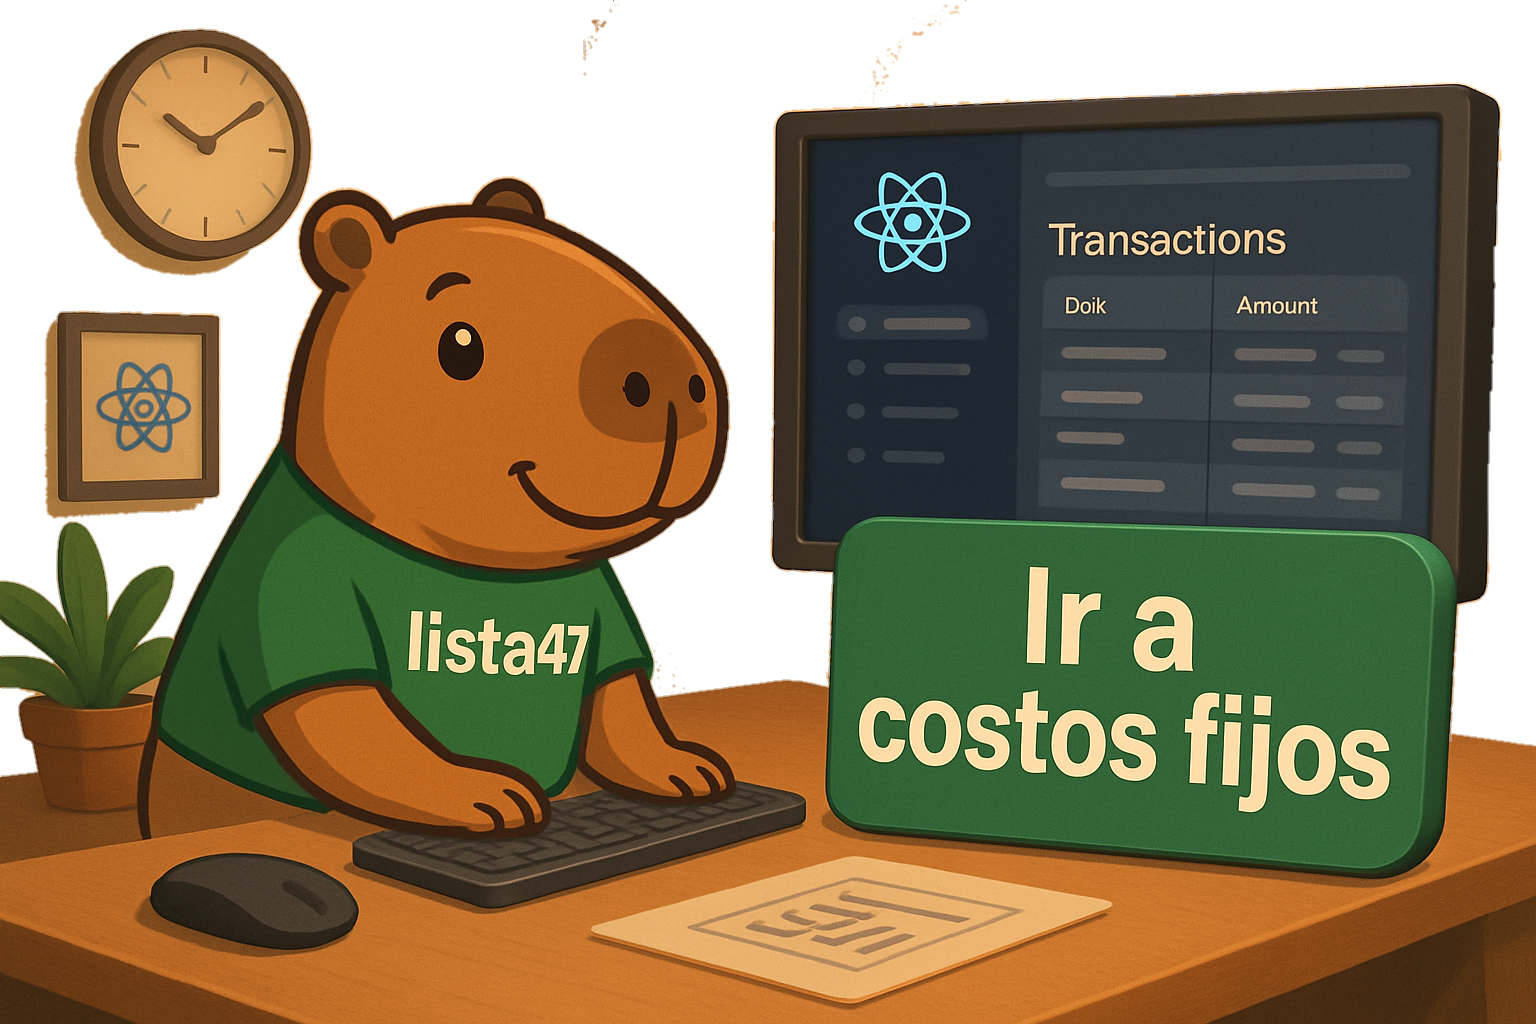 Transactions
Doik
Amount
lista47
Ir a
costos fijos